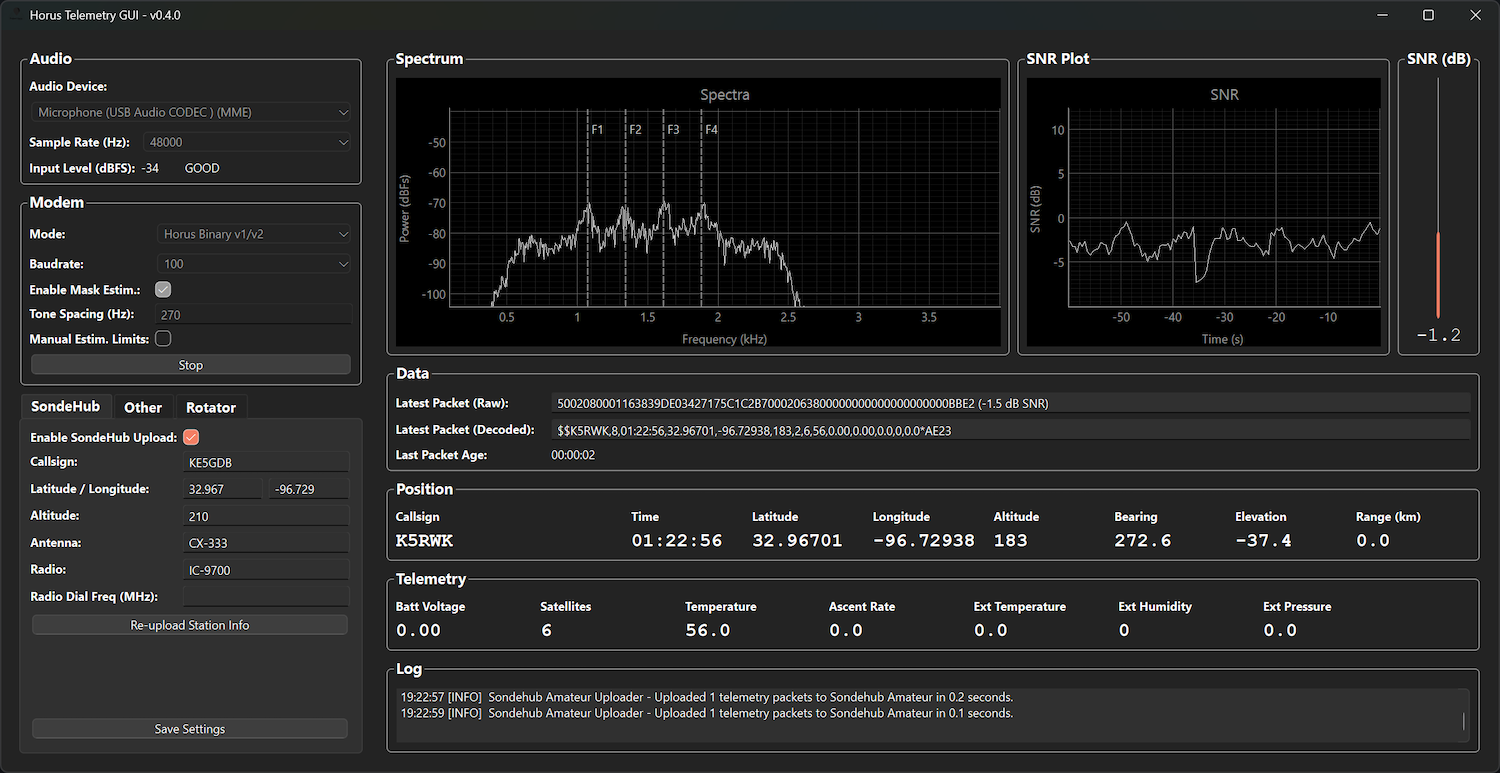 Horus Telemetry GUI - v0.4.0
Audio
Audio Device:
Microphone (USB Audio CODEC ) (MME)
Sample Rate (Hz): 48000
Input Level (dBFS): -34 GOOD
Modem
Mode: Horus Binary v1/v2
Baudrate: 100
Enable Mask Estim.:
Tone Spacing (Hz): 270
Manual Estim. Limits:
Stop
SondeHub Other Rotator
Enable SondeHub Upload:
Callsign: KE5GDB
Latitude / Longitude: 32.967 -96.729
Altitude: 210
Antenna: CX-333
Radio: IC-9700
Radio Dial Freq (MHz):
Re-upload Station Info
Save Settings
Spectrum
Spectra
F1 F2 F3 F4
Power (dBFs)
-50
-60
-70
-80
-90
-100
0.5 1 1.5 2 2.5 3 3.5
Frequency (kHz)
SNR Plot
SNR
SNR (dB)
10
5
0
-5
-50 -40 -30 -20 -10
Time (s)
SNR (dB)
-1.2
Data
Latest Packet (Raw): 5002080001163839DE03427175C1C2B7000206380000000000000000000BBE2 (-1.5 dB SNR)
Latest Packet (Decoded): $$K5RWK,8,01:22:56,32.96701,-96.72938,183,2,6,56,0.00,0.00,0.0,0,0.0*AE23
Last Packet Age: 00:00:02
Position
Callsign Time Latitude Longitude Altitude Bearing Elevation Range (km)
K5RWK 01:22:56 32.96701 -96.72938 183 272.6 -37.4 0.0
Telemetry
Batt Voltage Satellites Temperature Ascent Rate Ext Temperature Ext Humidity Ext Pressure
0.00 6 56.0 0.0 0.0 0 0.0
Log
19:22:57 [INFO] Sondehub Amateur Uploader - Uploaded 1 telemetry packets to Sondehub Amateur in 0.2 seconds.
19:22:59 [INFO] Sondehub Amateur Uploader - Uploaded 1 telemetry packets to Sondehub Amateur in 0.1 seconds.